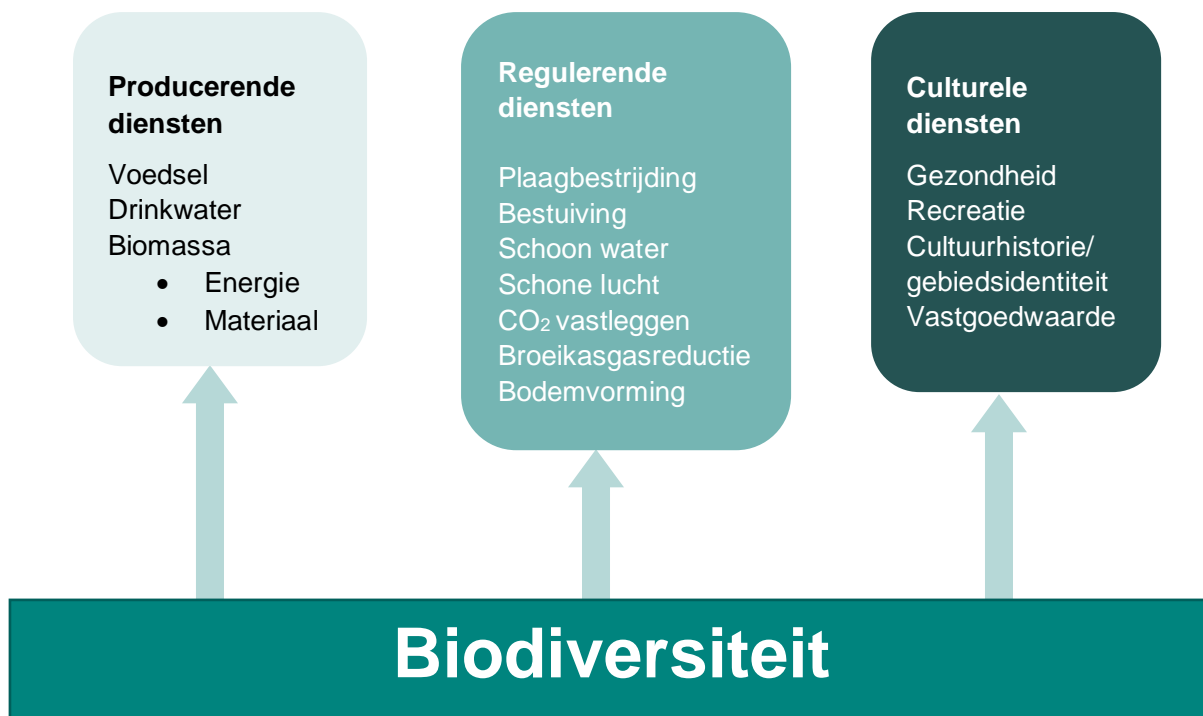 Producerende
diensten
Voedsel
Drinkwater
Biomassa
• Energie
• Materiaal
Regulerende
diensten
Plaagbestrijding
Bestuiving
Schoon water
Schone lucht
CO₂ vastleggen
Broeikasgasreductie
Bodemvorming
Culturele
diensten
Gezondheid
Recreatie
Cultuurhistorie/
gebiedsidentiteit
Vastgoedwaarde
Biodiversiteit